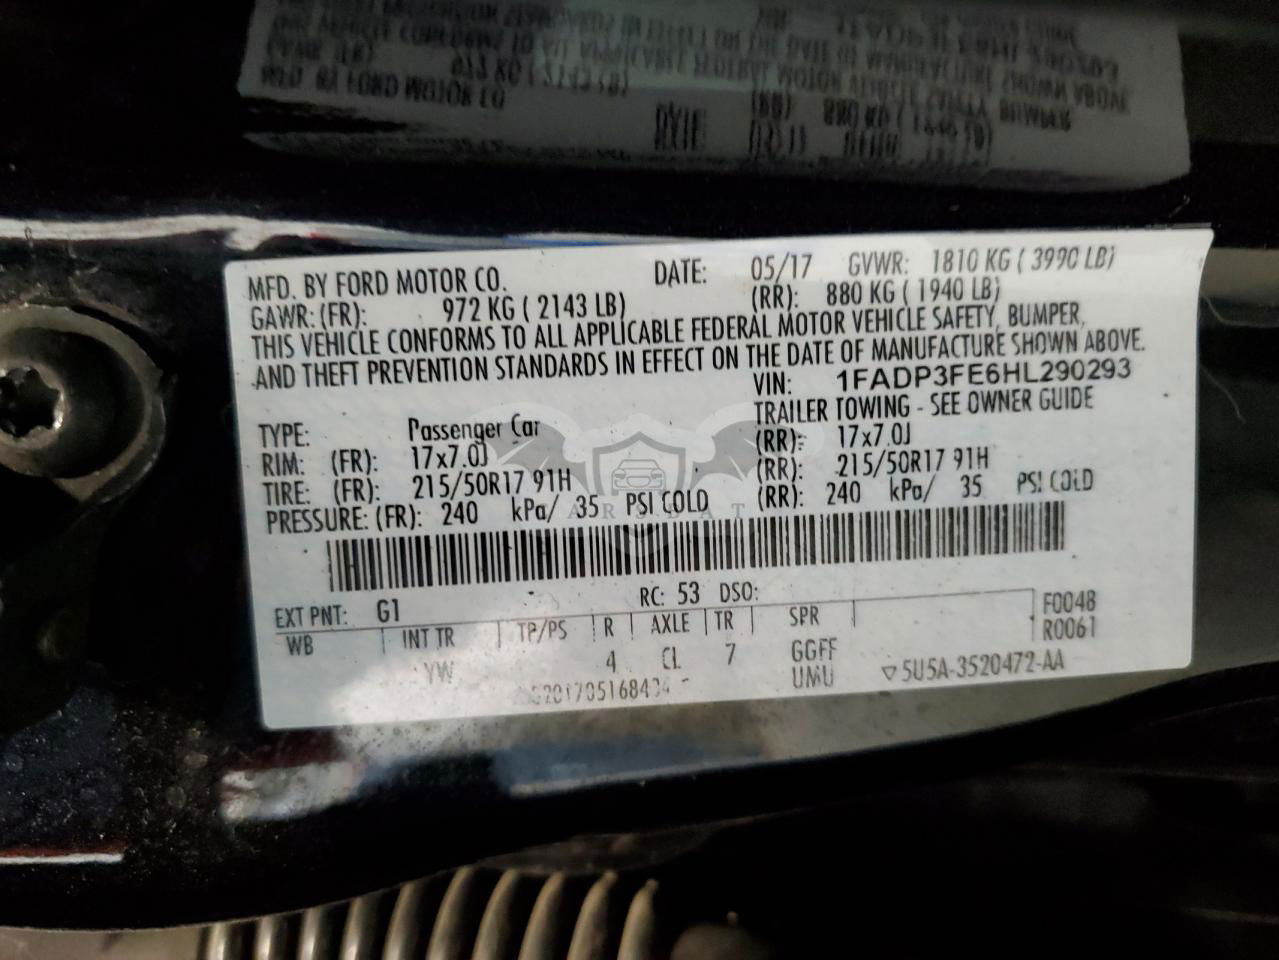 MFD. BY FORD MOTOR CO. DATE: 05/17 GVWR: 1810 KG ( 3990 LB)
GAWR: (FR): 972 KG ( 2143 LB) (RR): 880 KG ( 1940 LB)
THIS VEHICLE CONFORMS TO ALL APPLICABLE FEDERAL MOTOR VEHICLE SAFETY, BUMPER,
AND THEFT PREVENTION STANDARDS IN EFFECT ON THE DATE OF MANUFACTURE SHOWN ABOVE.
VIN: 1FADP3FE6HL290293
TYPE: Passenger Car TRAILER TOWING - SEE OWNER GUIDE
RIM: (FR): 17x7.0J (RR): 17x7.0J
TIRE: (FR): 215/50R17 91H (RR): 215/50R17 91H
PRESSURE: (FR): 240 kPa/ 35 PSI COLD (RR): 240 kPa/ 35 PSI COLD
EXT PNT: G1 RC: 53 DSO: F0048
WB INT TR TP/PS R AXLE TR SPR R0061
YW 4 CL 7 GGFF
UMU 5U5A-3520472-AA